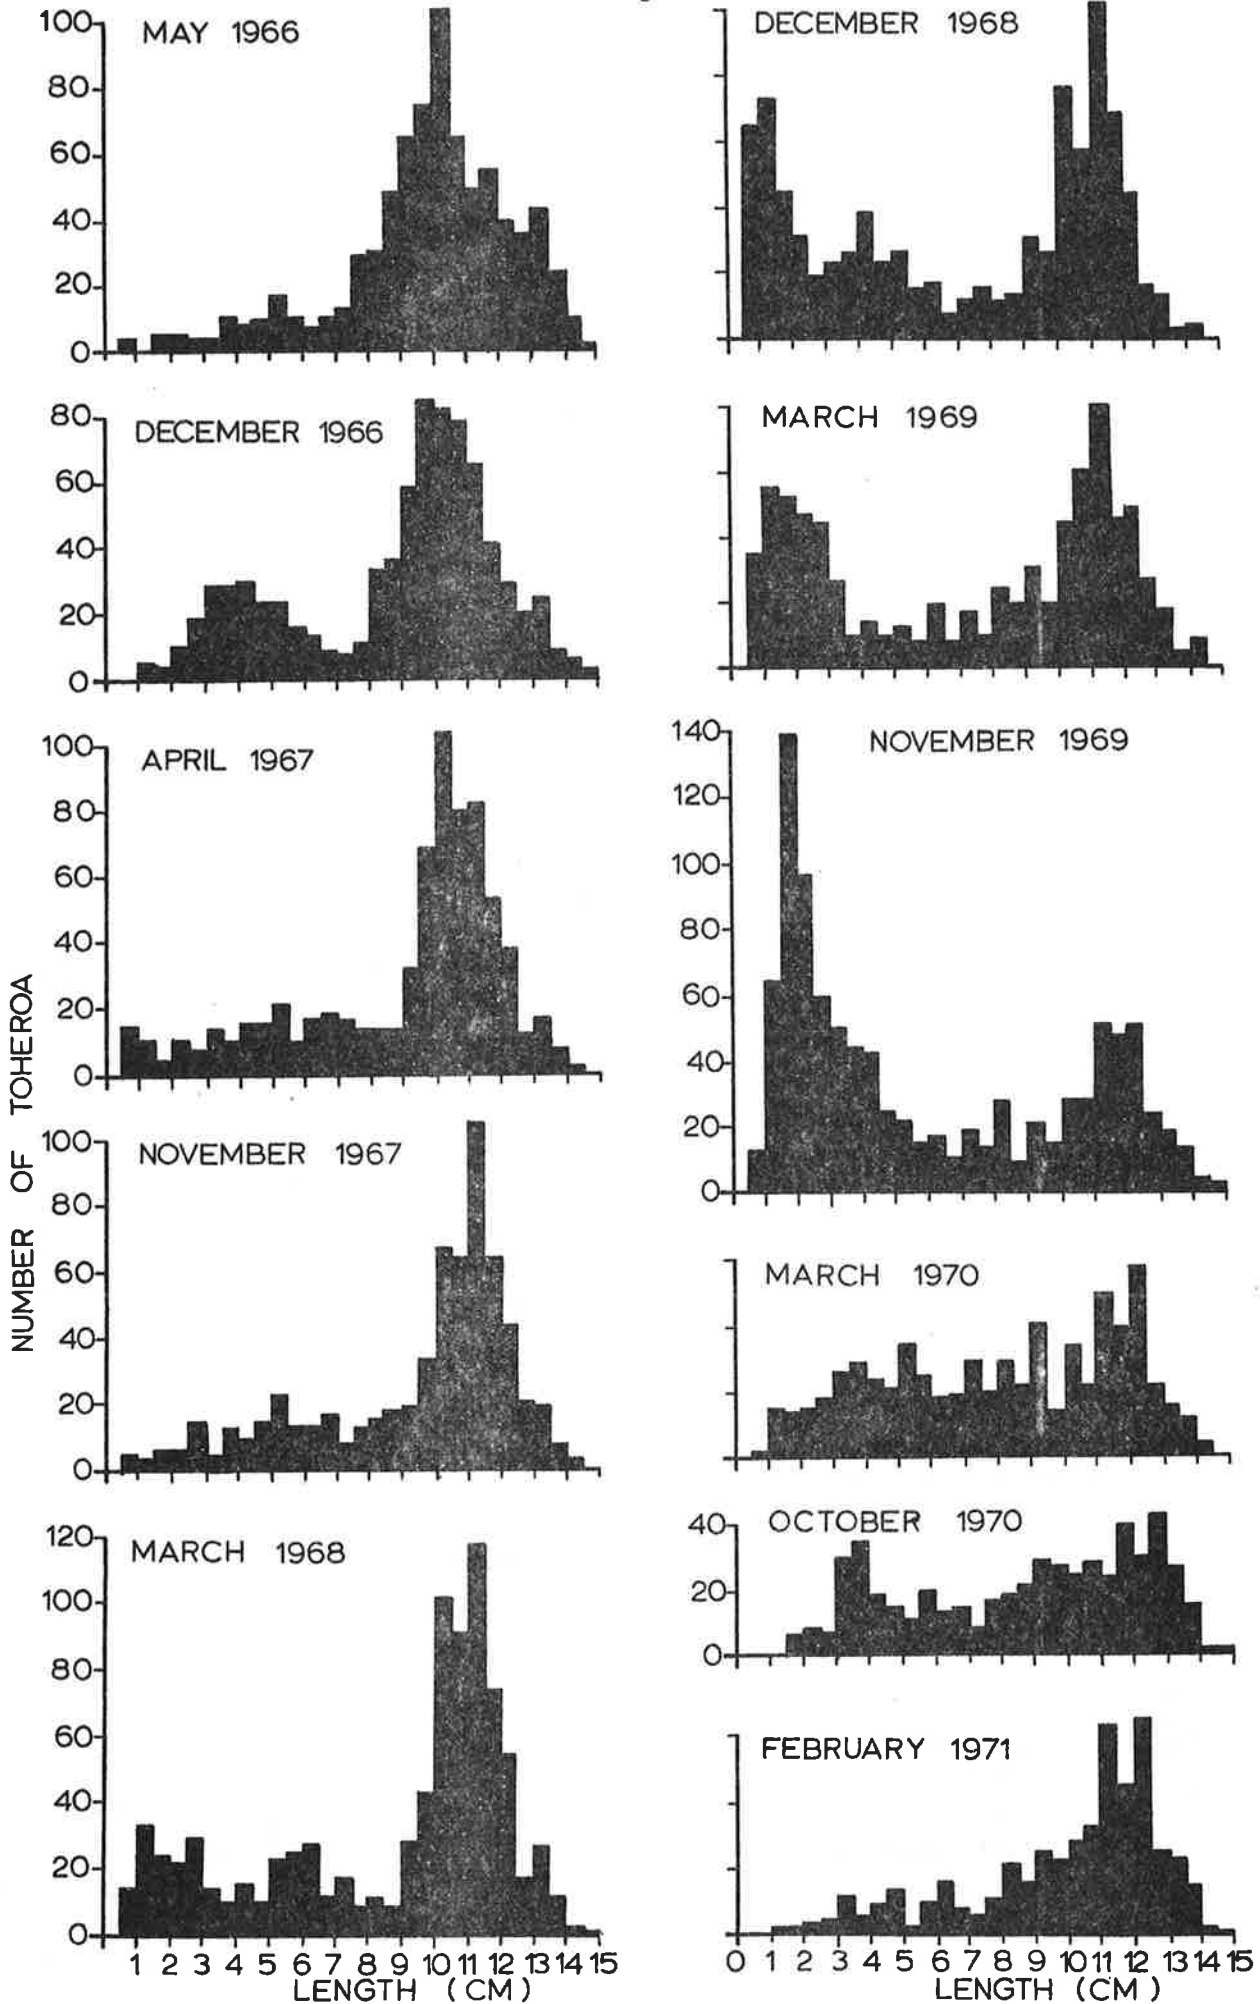 NUMBER OF TOHEROA
MAY 1966
100
80
60
40
20
0
DECEMBER 1966
80
60
40
20
0
APRIL 1967
100
80
60
40
20
0
NOVEMBER 1967
100
80
60
40
20
0
MARCH 1968
120
100
80
60
40
20
0
1 2 3 4 5 6 7 8 9 10 11 12 13 14 15
LENGTH (CM)
DECEMBER 1968
MARCH 1969
NOVEMBER 1969
140
120
100
80
60
40
20
0
MARCH 1970
OCTOBER 1970
40
20
0
FEBRUARY 1971
0 1 2 3 4 5 6 7 8 9 10 11 12 13 14 15
LENGTH (CM)